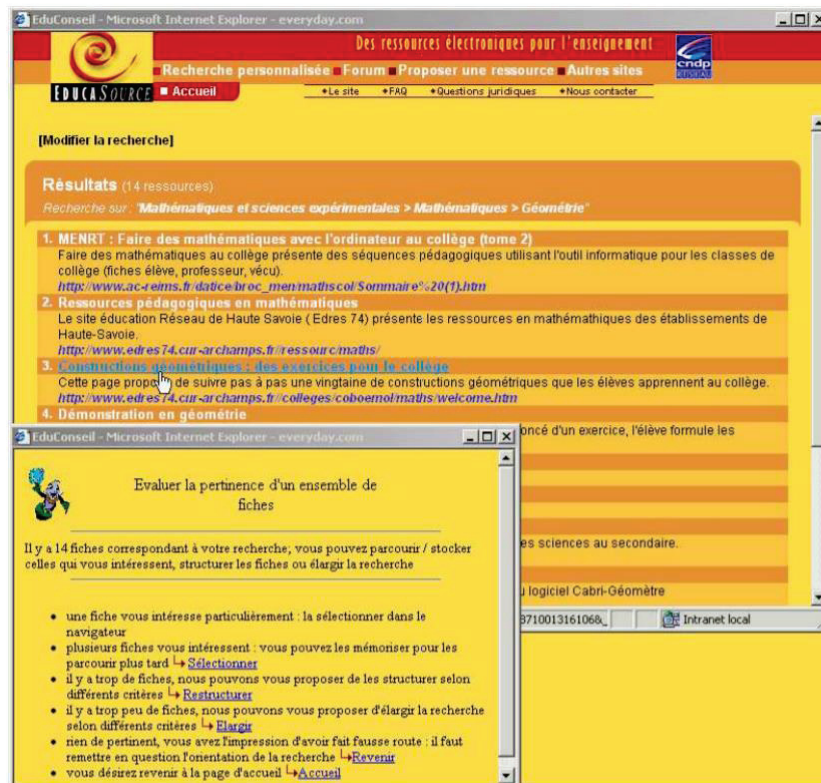 EduConseil - Microsoft Internet Explorer - everyday.com
Des ressources électroniques pour l'enseignement
cndp
RESEAU
Recherche personnalisée Forum Proposer une ressource Autres sites
EDUCASOURCE Accueil
Le site FAQ Questions juridiques Nous contacter
[Modifier la recherche]
Résultats (14 ressources)
Recherche sur : "Mathématiques et sciences expérimentales > Mathématiques > Géométrie"
1. MENRT : Faire des mathématiques avec l'ordinateur au collège (tome 2)
Faire des mathématiques au collège présente des séquences pédagogiques utilisant l'outil informatique pour les classes de
collège (fiches élève, professeur, vécu).
http://www.ac-reims.fr/datice/broc_men/mathscol/Sommaire%20(1).htm
2. Ressources pédagogiques en mathématiques
Le site éducation Réseau de Haute Savoie ( Edres 74) présente les ressources en mathémathiques des établissements de
Haute-Savoie.
http://www.edres74.cur-archamps.fr/ressourc/maths/
3. Constructions géométriques : des exercices pour le collège
Cette page propo de suivre pas à pas une vingtaine de constructions géométriques que les élèves apprennent au collège.
http://www.edres74.cur-archamps.fr/colleges/coboemol/maths/welcome.htm
4. Démonstration en géométrie
oncé d'un exercice, l'élève formule les
es sciences au secondaire.
logiciel Cabri-Géomètre
Intranet local
EduConseil - Microsoft Internet Explorer - everyday.com
Evaluer la pertinence d'un ensemble de
fiches
Il y a 14 fiches correspondant à votre recherche; vous pouvez parcourir / stocker
celles qui vous intéressent, structurer les fiches ou élargir la recherche
• une fiche vous intéresse particulièrement : la sélectionner dans le
navigateur
• plusieurs fiches vous intéressent : vous pouvez les mémoriser pour les
parcourir plus tard Sélectionner
• il y a trop de fiches, nous pouvons vous proposer de les structurer selon
différents critères Restructurer
• il y a trop peu de fiches, nous pouvons vous proposer d'élargir la recherche
selon différents critères Elargir
• rien de pertinent, vous avez l'impression d'avoir fait fausse route : il faut
remettre en question l'orientation de la recherche Revenir
• vous désirez revenir à la page d'accueil Accueil